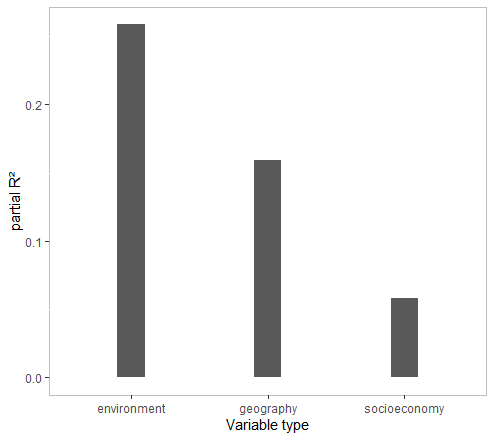 partial R²
0.2
0.1
0.0
environment geography socioeconomy
Variable type